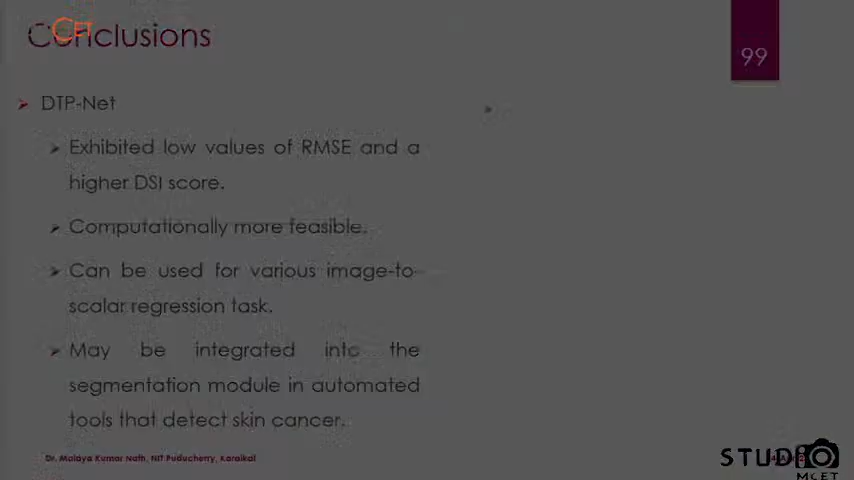 Conclusions
CET
99
DTP-Net
Exhibited low values of RMSE and a
higher DSI score.
Computationally more feasible.
Can be used for various image-to-
scalar regression task.
May be integrated into the
segmentation module in automated
tools that detect skin cancer.
Dr. Malaya Kumar Nath, NIT Puducherry, Karaikal
STUDIO
MCET